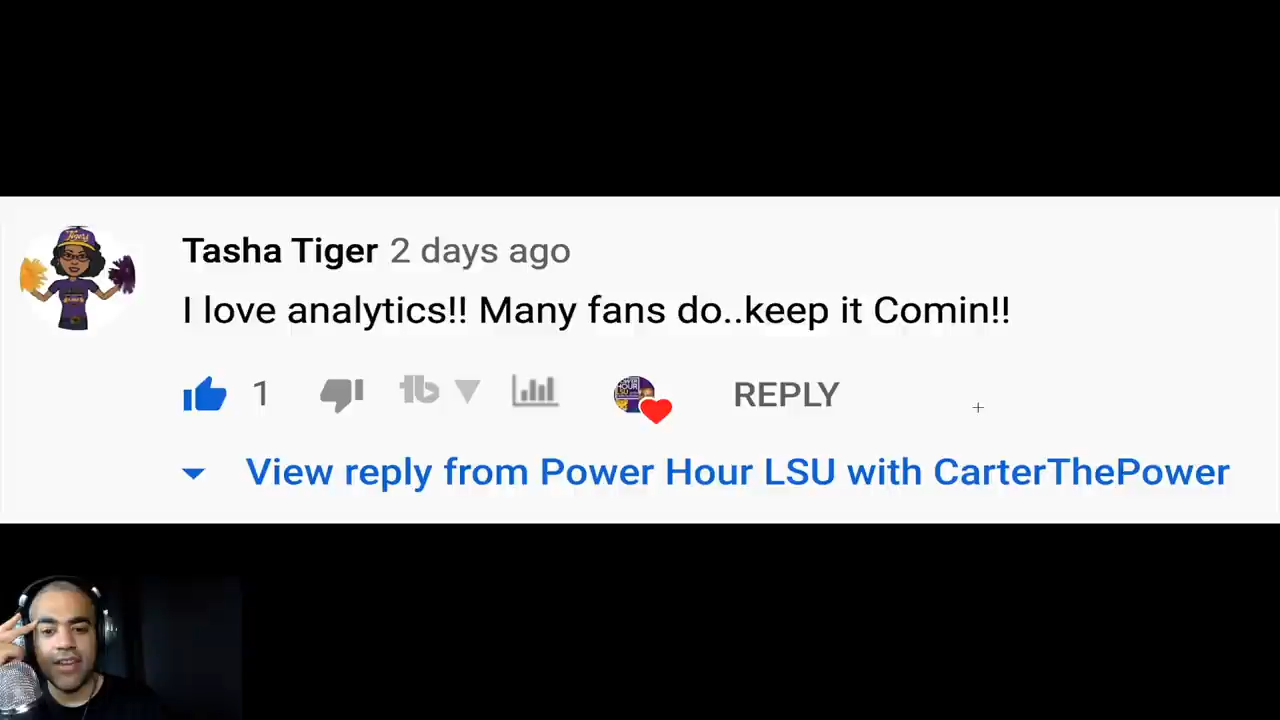 Tasha Tiger 2 days ago
I love analytics!! Many fans do..keep it Comin!!
1 tb REPLY
View reply from Power Hour LSU with CarterThePower